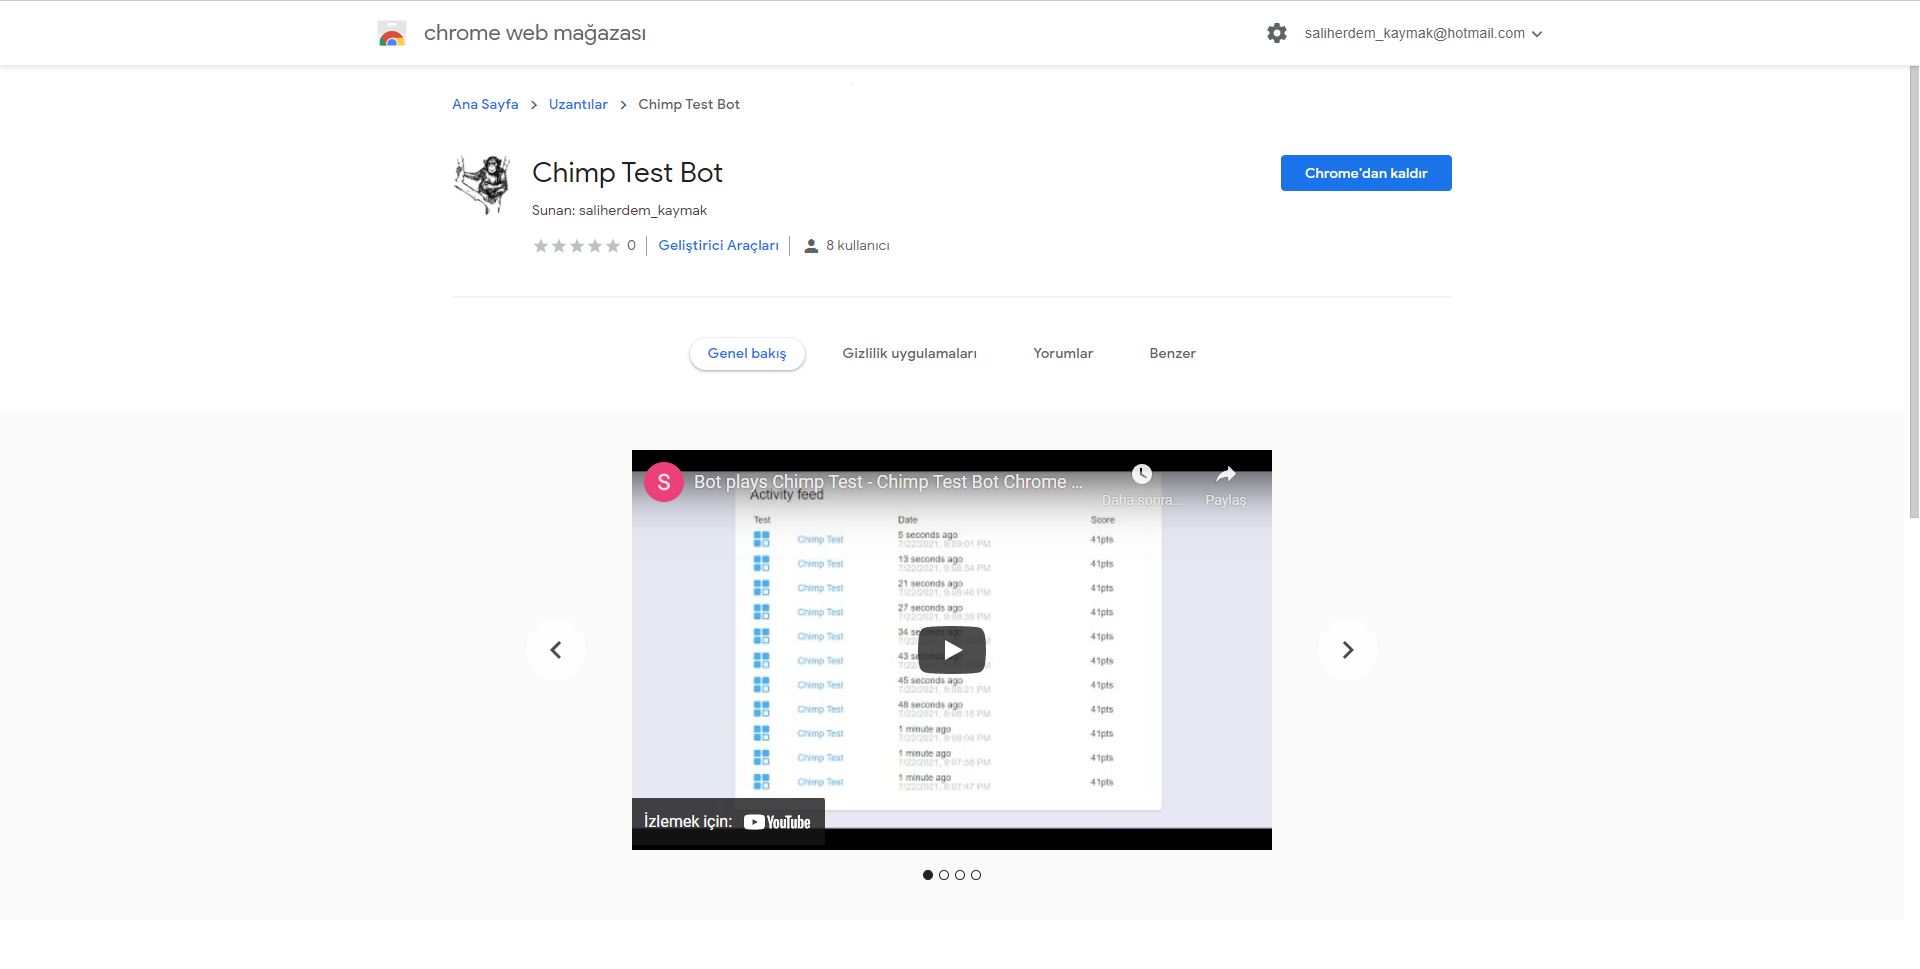 chrome web mağazası
saliherdem_kaymak@hotmail.com
Ana Sayfa
Uzantılar
Chimp Test Bot
Chimp Test Bot
Chrome'dan kaldır
Sunan: saliherdem_kaymak
0
Geliştirici Araçları
8 kullanıcı
Genel bakış
Gizlilik uygulamaları
Yorumlar
Benzer
S
Bot plays Chimp Test - Chimp Test Bot Chrome ...
Daha sonra...
Paylaş
Activity feed
Test Date Score
Chimp Test 5 seconds ago 41pts
7/22/2021, 9:09:01 PM
Chimp Test 13 seconds ago 41pts
7/22/2021, 9:08:54 PM
Chimp Test 21 seconds ago 41pts
7/22/2021, 9:08:46 PM
Chimp Test 27 seconds ago 41pts
7/22/2021, 9:08:39 PM
Chimp Test 34 seconds ago 41pts
7/22
PM
Chimp Test 43 seconds ago 41pts
7/22
PM
Chimp Test 45 seconds ago 41pts
7/22/2021, 9:08:21 PM
Chimp Test 48 seconds ago 41pts
7/22/2021, 9:08:18 PM
Chimp Test 1 minute ago 41pts
7/22/2021, 9:08:04 PM
Chimp Test 1 minute ago 41pts
7/22/2021, 9:07:58 PM
Chimp Test 1 minute ago 41pts
7/22/2021, 9:07:47 PM
İzlemek için: YouTube